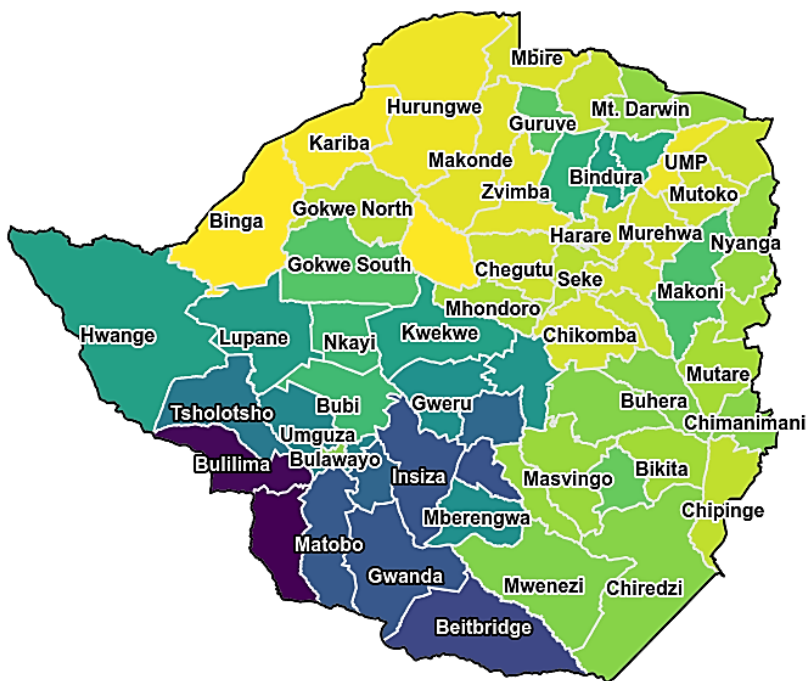 Mbire
Hurungwe
Mt. Darwin
Guruve
Kariba
Makonde
UMP
Bindura
Zvimba
Mutoko
Binga
Gokwe North
Harare
Murehwa
Nyanga
Gokwe South
Chegutu
Seke
Makoni
Mhondoro
Hwange
Lupane
Nkayi
Kwekwe
Chikomba
Mutare
Tsholotsho
Bubi
Gweru
Buhera
Chimanimani
Umguza
Bulilima
Bulawayo
Insiza
Masvingo
Bikita
Chipinge
Mberengwa
Matobo
Gwanda
Mwenezi
Chiredzi
Beitbridge